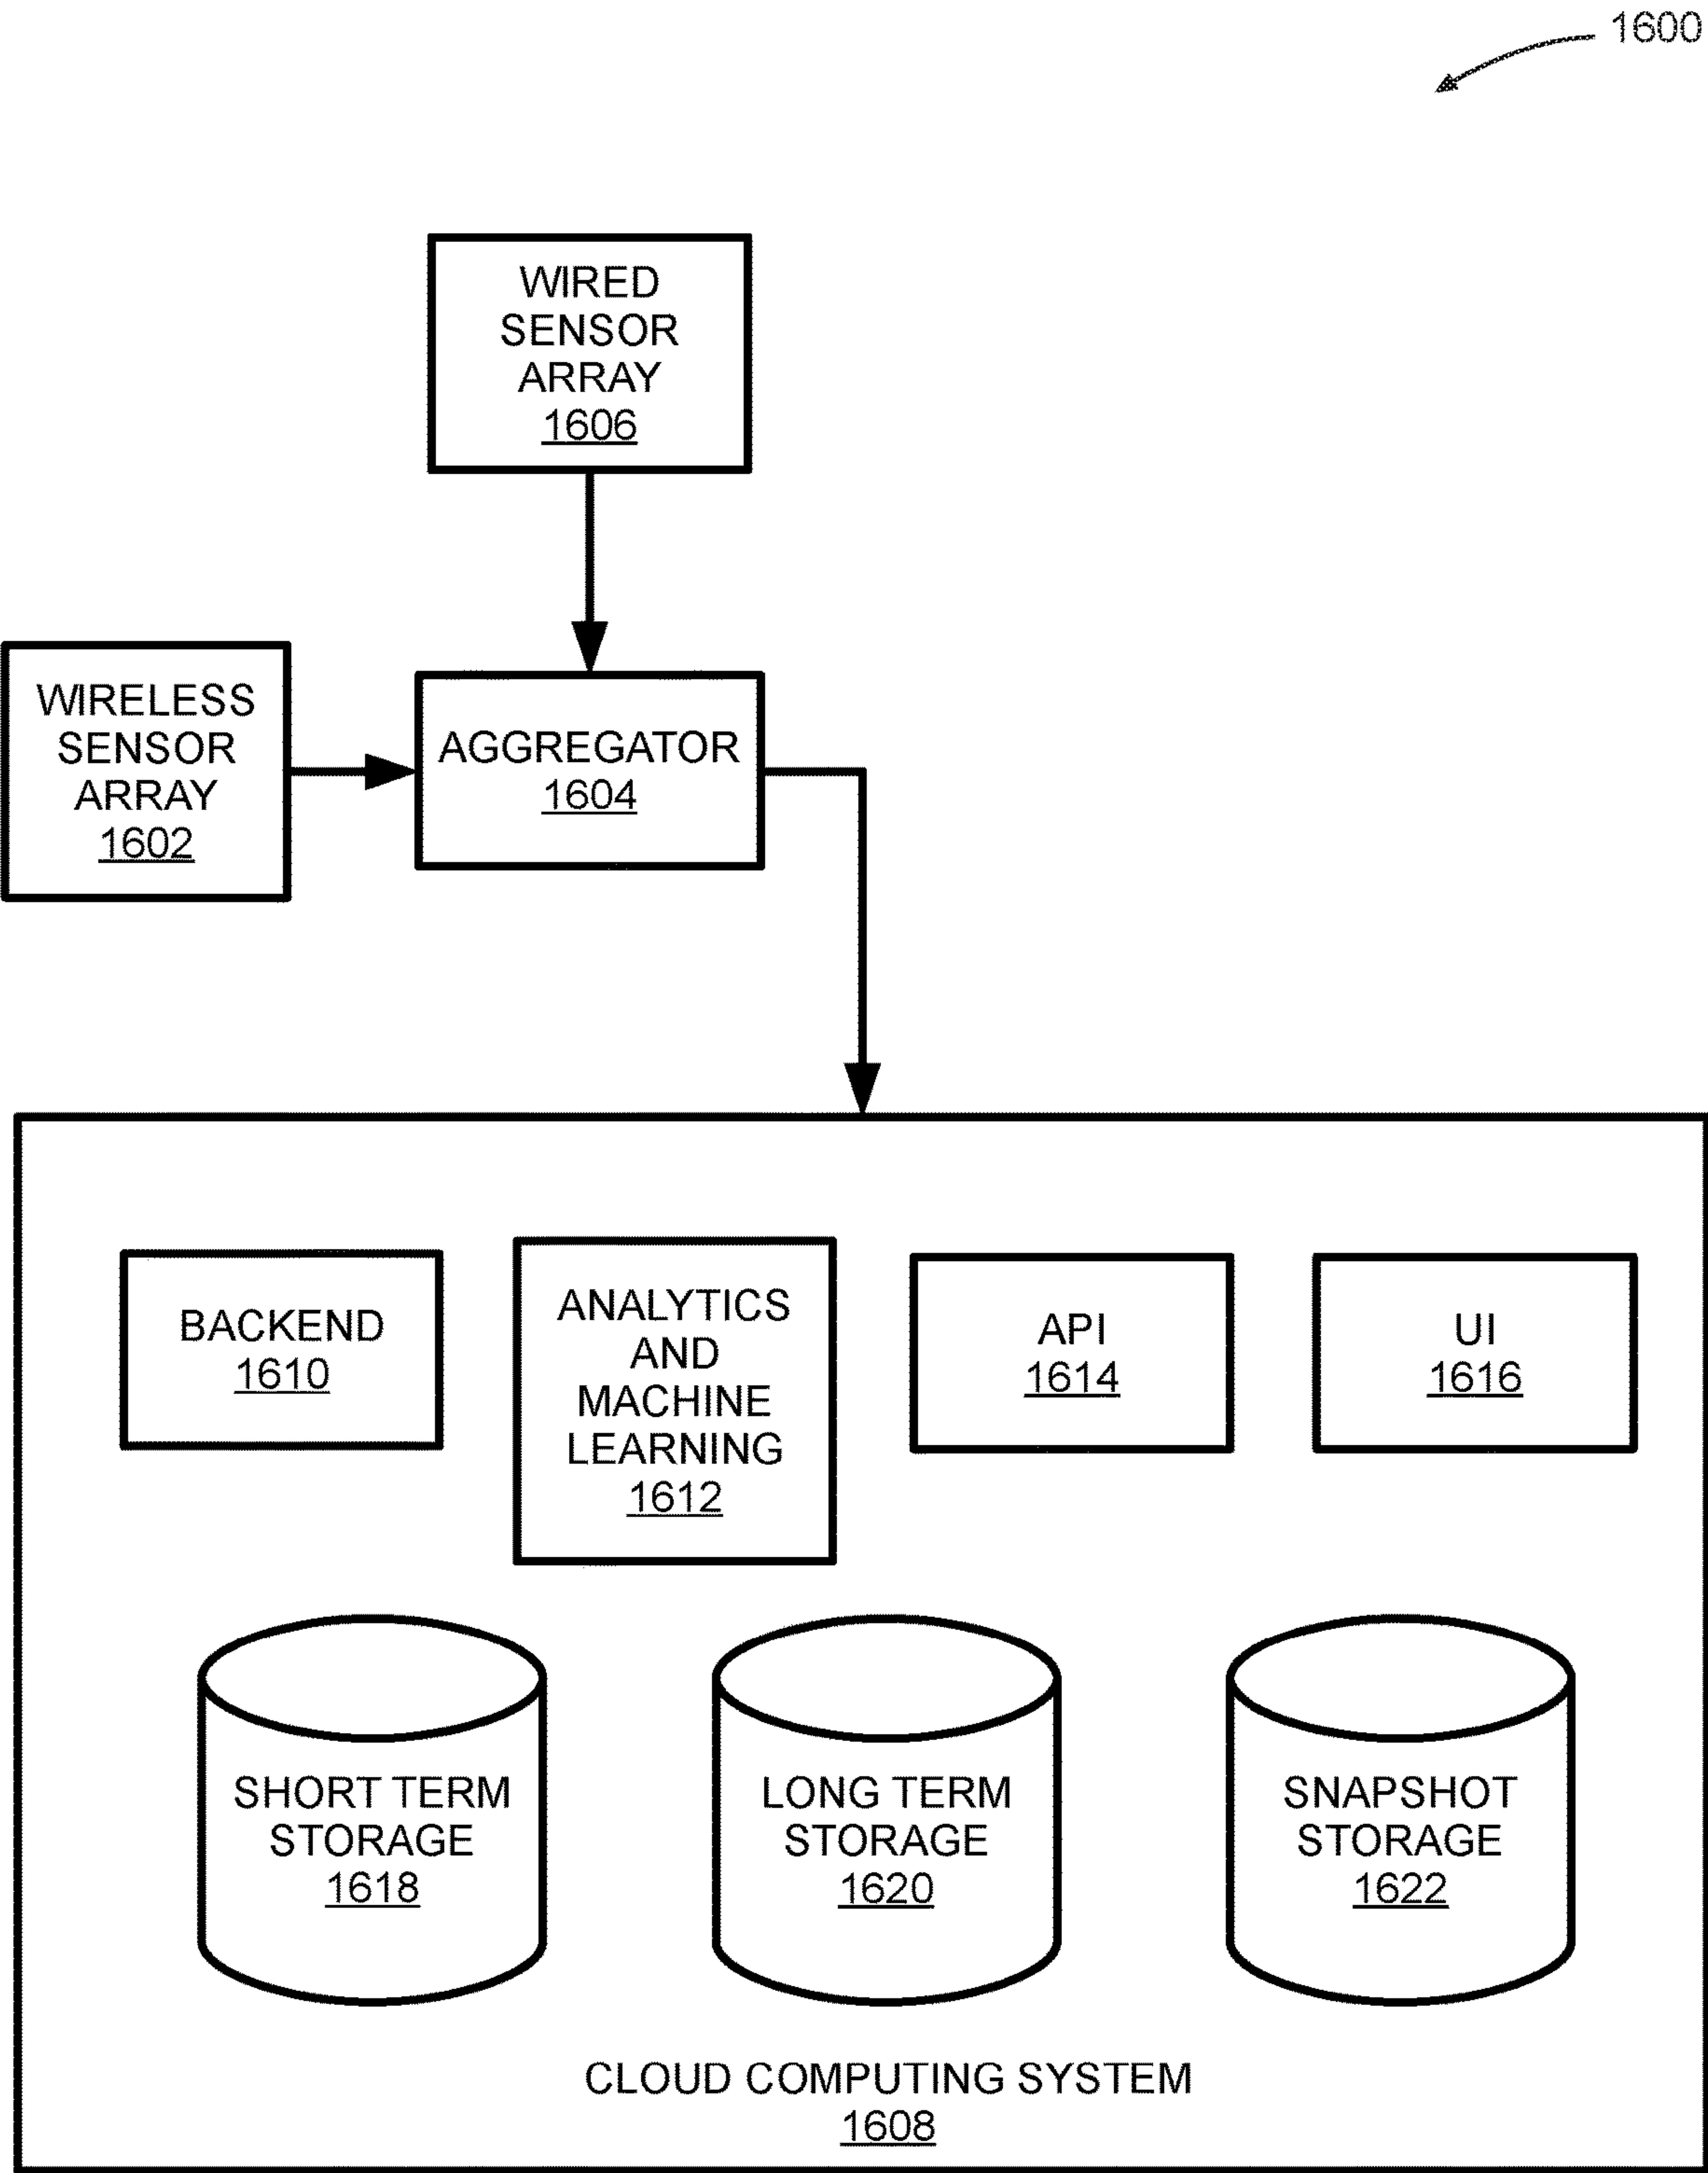 1600
WIRED
SENSOR
ARRAY
1606
WIRELESS
SENSOR
ARRAY
1602
AGGREGATOR
1604
BACKEND
1610
ANALYTICS
AND
MACHINE
LEARNING
1612
API
1614
UI
1616
SHORT TERM
STORAGE
1618
LONG TERM
STORAGE
1620
SNAPSHOT
STORAGE
1622
CLOUD COMPUTING SYSTEM
1608